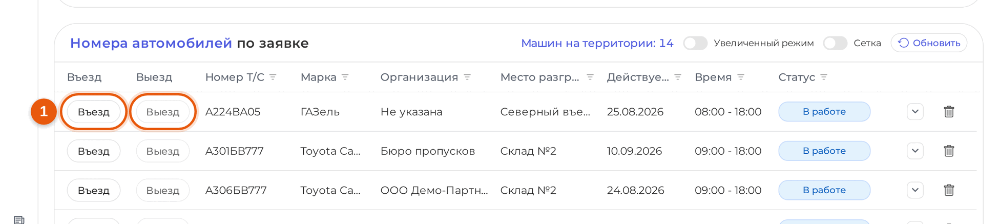 Номера автомобилей по заявке
Машин на территории: 14 Увеличенный режим Сетка Обновить
Въезд Выезд Номер Т/С Марка Организация Место разгр... Действуе... Время Статус
1 Въезд Выезд А224ВА05 ГАЗель Не указана Северный въе... 25.08.2026 08:00 - 18:00 В работе
Въезд Выезд А301БВ777 Toyota Ca... Бюро пропусков Склад №2 10.09.2026 09:00 - 18:00 В работе
Въезд Выезд А306БВ777 Toyota Ca... ООО Демо-Партн... Склад №2 24.08.2026 09:00 - 18:00 В работе